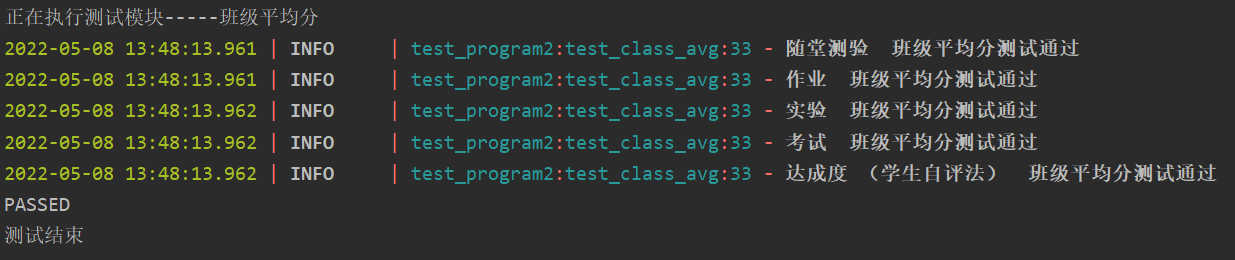 正在执行测试模块-----班级平均分
2022-05-08 13:48:13.961 | INFO     | test_program2:test_class_avg:33 - 随堂测验  班级平均分测试通过
2022-05-08 13:48:13.961 | INFO     | test_program2:test_class_avg:33 - 作业  班级平均分测试通过
2022-05-08 13:48:13.962 | INFO     | test_program2:test_class_avg:33 - 实验  班级平均分测试通过
2022-05-08 13:48:13.962 | INFO     | test_program2:test_class_avg:33 - 考试  班级平均分测试通过
2022-05-08 13:48:13.962 | INFO     | test_program2:test_class_avg:33 - 达成度 （学生自评法）  班级平均分测试通过
PASSED
测试结束